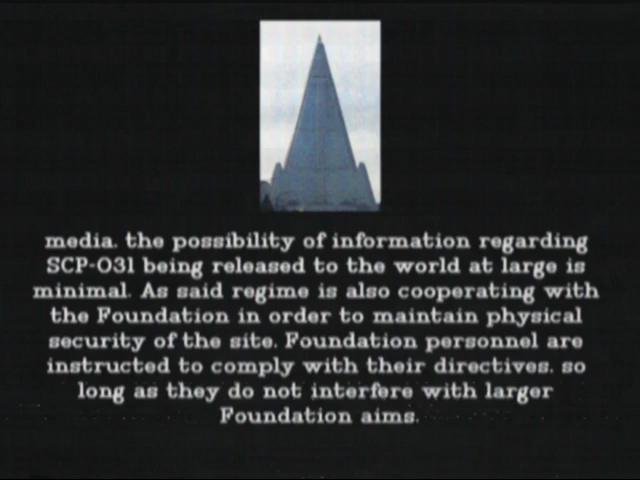 media. the possibility of information regarding
SCP-031 being released to the world at large is
minimal. As said regime is also cooperating with
the Foundation in order to maintain physical
security of the site. Foundation personnel are
instructed to comply with their directives. so
long as they do not interfere with larger
Foundation aims.